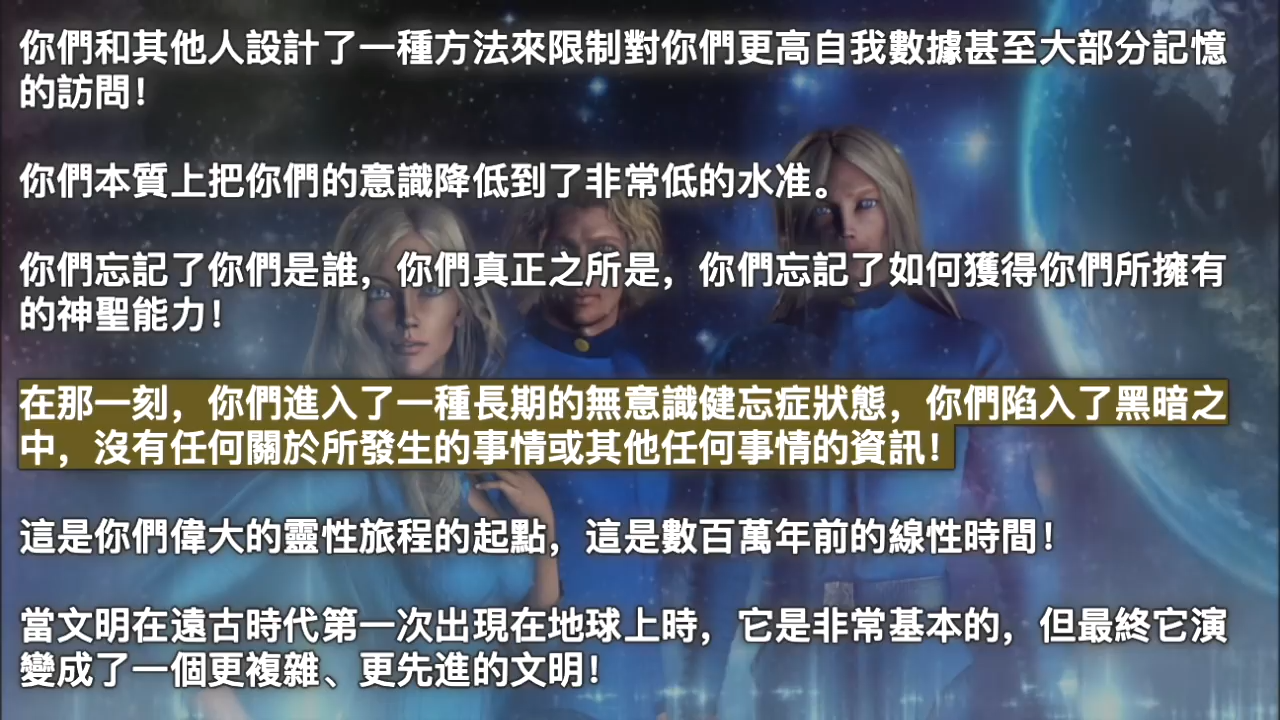 你們和其他人設計了一種方法來限制對你們更高自我數據甚至大部分記憶
的訪問！
你們本質上把你們的意識降低到了非常低的水准。
你們忘記了你們是誰，你們真正之所是，你們忘記了如何獲得你們所擁有
的神聖能力！
在那一刻，你們進入了一種長期的無意識健忘症狀態，你們陷入了黑暗之
中，沒有任何關於所發生的事情或其他任何事情的資訊！
這是你們偉大的靈性旅程的起點，這是數百萬年前的線性時間！
當文明在遠古時代第一次出現在地球上時，它是非常基本的，但最終它演
變成了一個更複雜、更先進的文明！